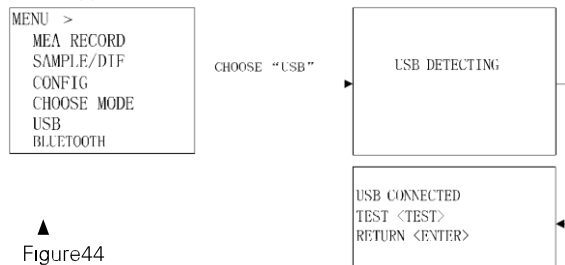 MENU >
MEA RECORD
SAMPLE/DTF
CONFIG
CHOOSE MODE
USB
BLUETOOTH
CHOOSE “USB”
USB DETECTING
USB CONNECTED
TEST <TEST>
RETURN <ENTER>
Figure44